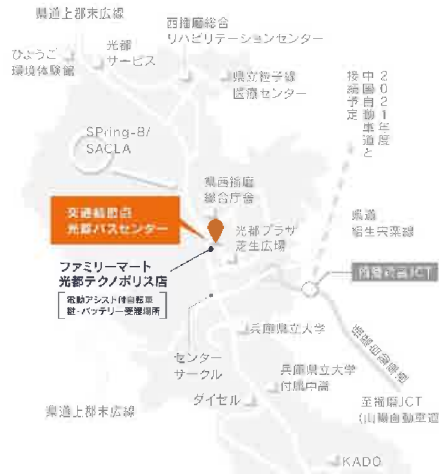 県道上郡末広線
西播磨総合
リハビリテーションセンター
光都
サービス
ひょうご
環境体験館
県立粒子線
医療センター
2021年度
中国自動車道と
接続予定
SPring-8/
SACLA
県西播磨
総合庁舎
交通結節点
光都バスセンター
光都プラザ
芝生広場
県道
相生宍粟線
ファミリーマート
光都テクノポリス店
電動アシスト付自転車
鍵・バッテリー受渡場所
播磨新宮JCT
兵庫県立大学
播磨自動車道
センター
サークル
兵庫県立大学
付属中高
ダイセル
県道上郡末広線
至播磨JCT
(山陽自動車道
KADO